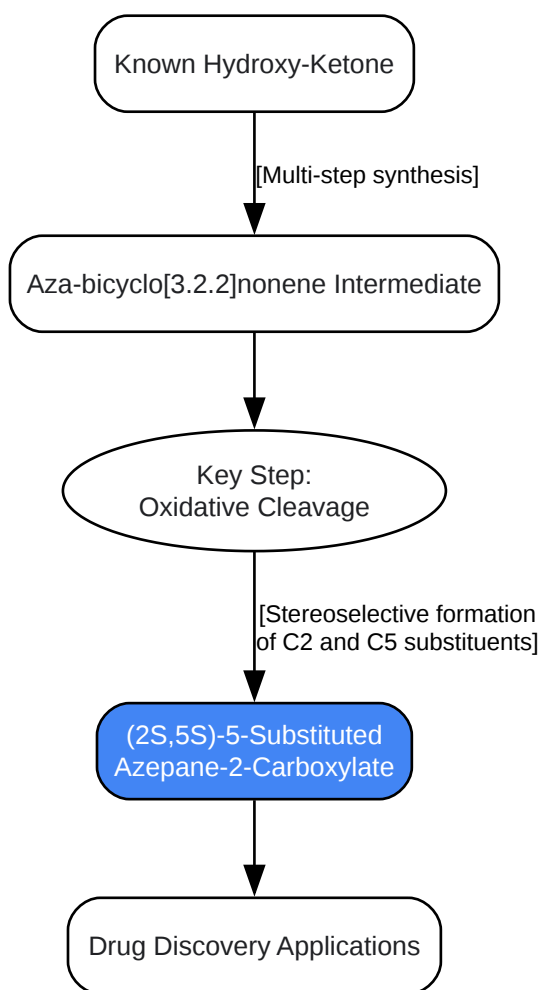 Known Hydroxy-Ketone
[Multi-step synthesis]
Aza-bicyclo[3.2.2]nonene Intermediate
Key Step:
Oxidative Cleavage
[Stereoselective formation
of C2 and C5 substituents]
(2S,5S)-5-Substituted
Azepane-2-Carboxylate
Drug Discovery Applications